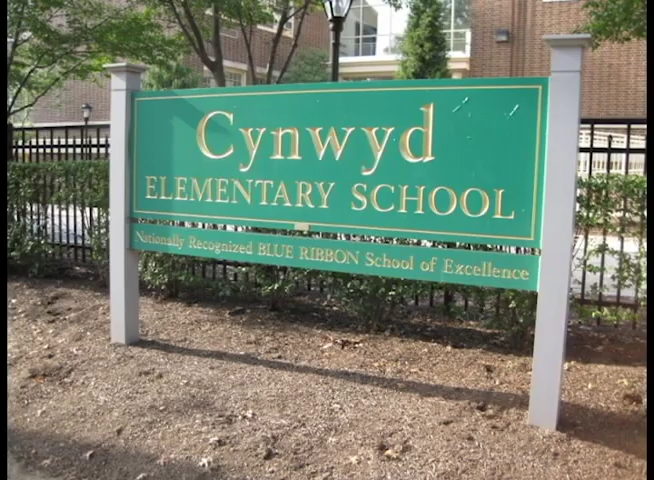 Cynwyd
ELEMENTARY SCHOOL
Nationally Recognized BLUE RIBBON School of Excellence